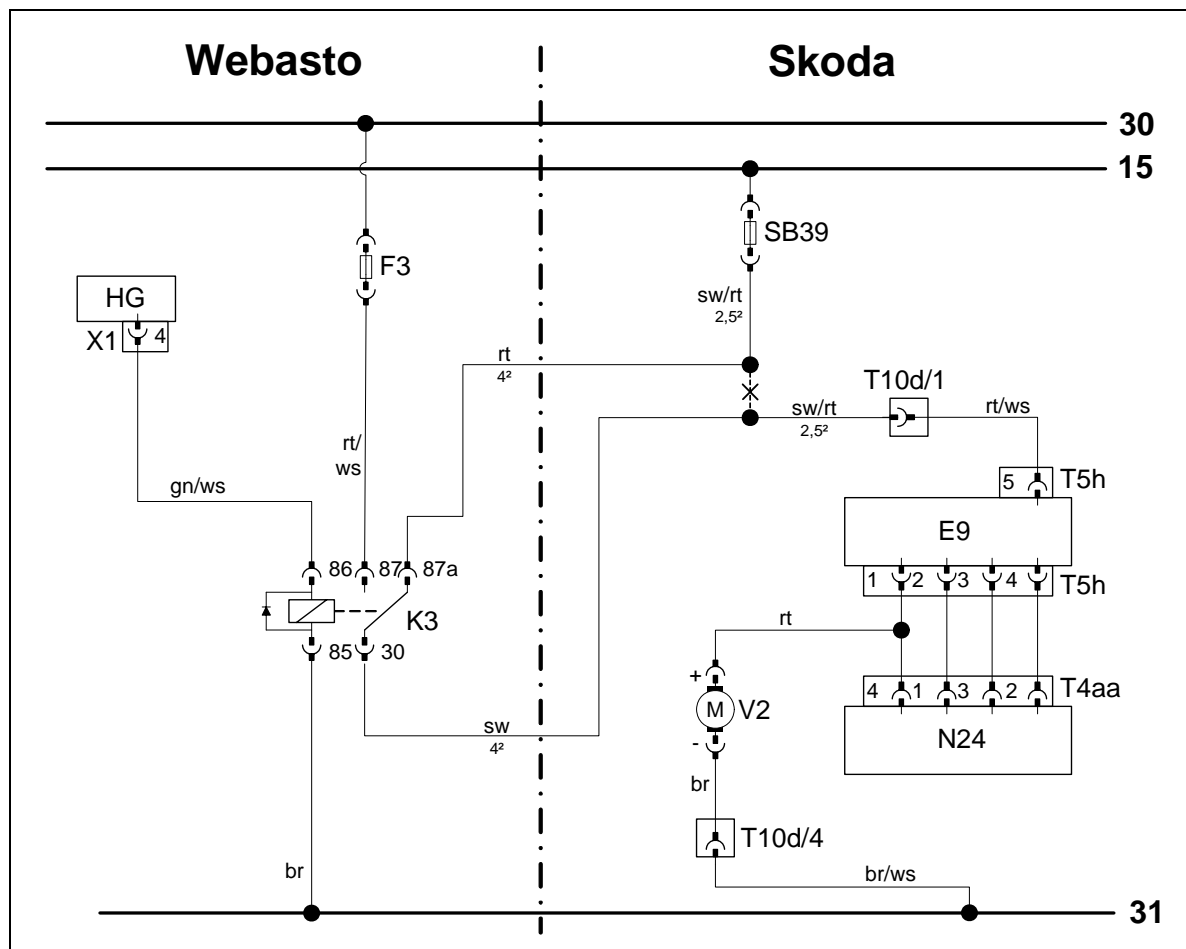 Webasto
Skoda
30
15
SB39
F3
HG
X1 4
sw/rt
2,5²
rt
4²
T10d/1
sw/rt
2,5²
rt/ws
rt/
ws
gn/ws
5 T5h
E9
86 87 87a
1 2 3 4 T5h
K3
85 30
rt
+
4 1 3 2 T4aa
M V2
N24
sw
4²
-
br
T10d/4
br
br/ws
31